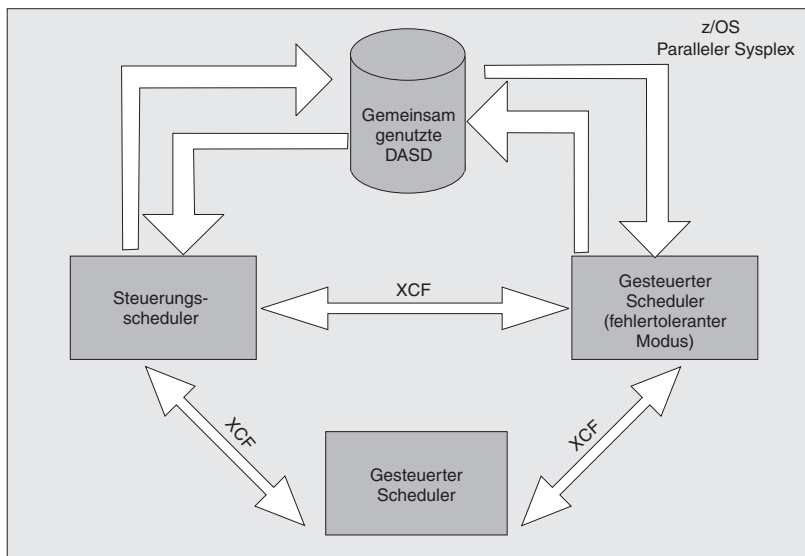 z/OS
Paralleler Sysplex
Gemeinsam
genutzte
DASD
Steuerungs-
scheduler
XCF
Gesteuerter
Scheduler
(fehlertoleranter
Modus)
XCF
XCF
Gesteuerter
Scheduler